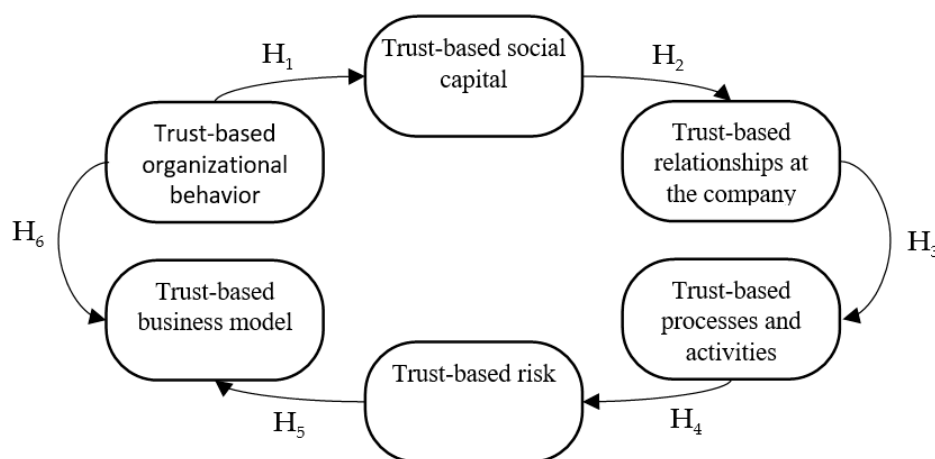 H₁
Trust-based social
capital
H₂
Trust-based
organizational
behavior
Trust-based
relationships at
the company
H₆
H₃
Trust-based
business model
Trust-based
processes and
activities
Trust-based risk
H₅
H₄